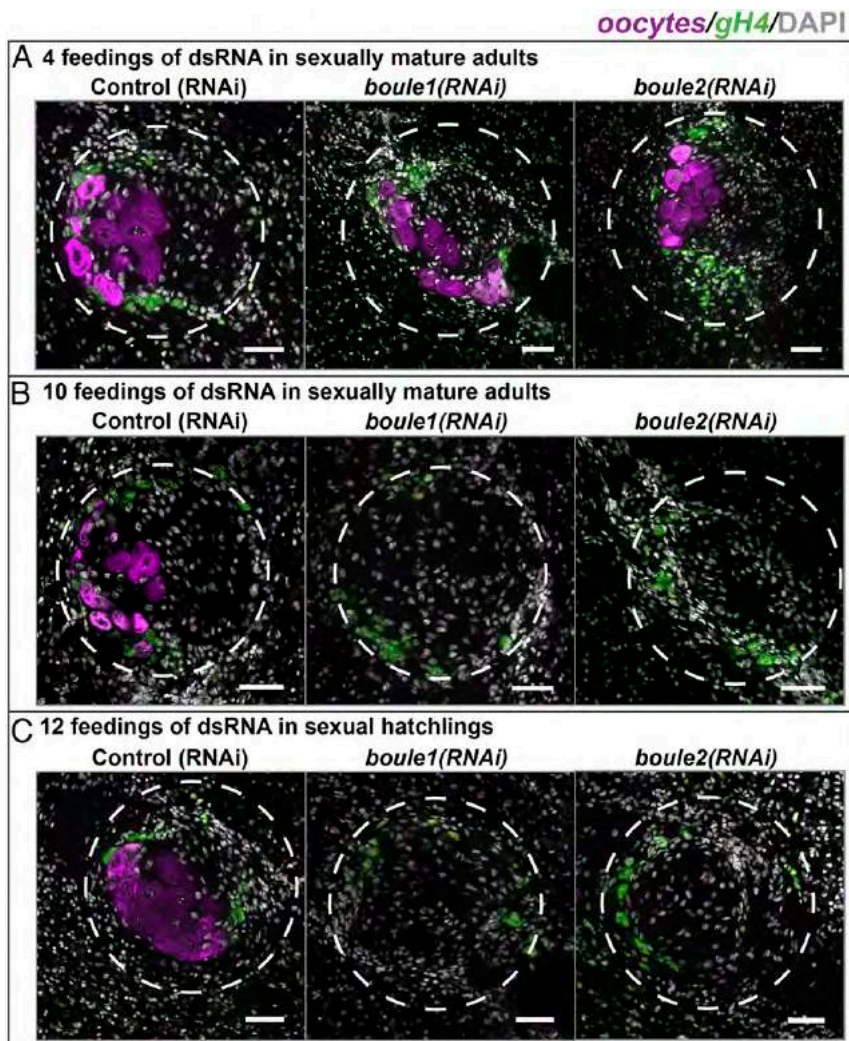 oocytes/gH4/DAPI
A 4 feedings of dsRNA in sexually mature adults
Control (RNAi) boule1(RNAi) boule2(RNAi)
B 10 feedings of dsRNA in sexually mature adults
Control (RNAi) boule1(RNAi) boule2(RNAi)
C 12 feedings of dsRNA in sexual hatchlings
Control (RNAi) boule1(RNAi) boule2(RNAi)